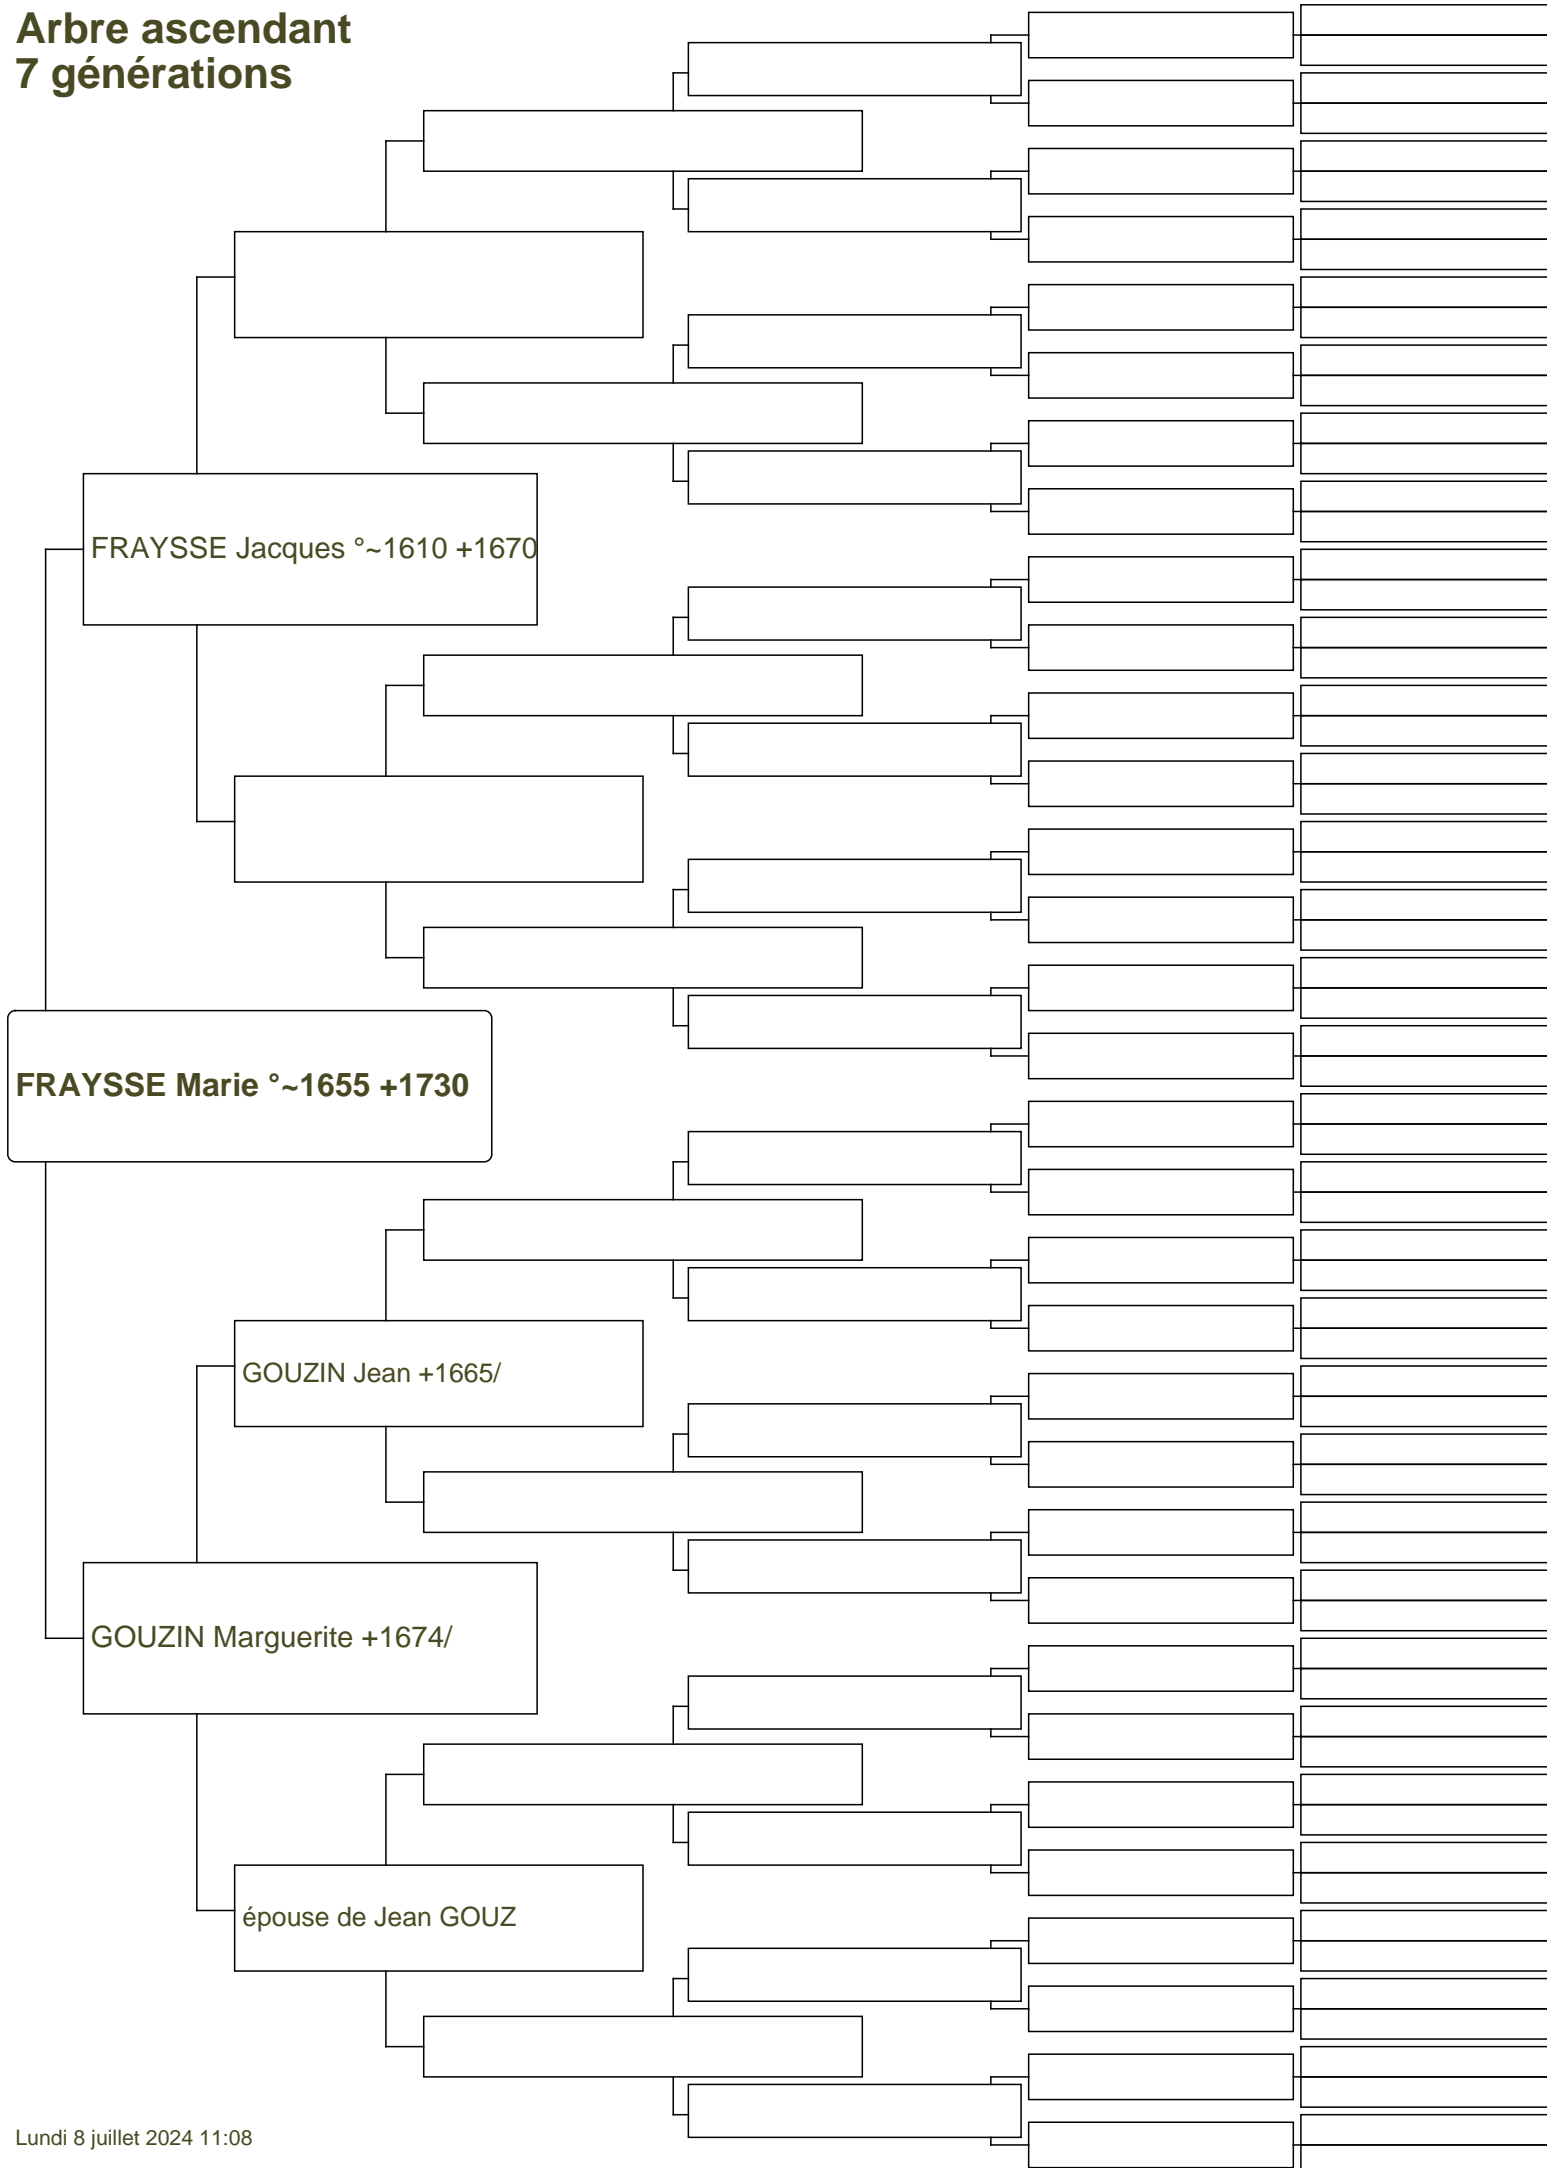 Arbre ascendant
7 générations
FRAYSSE Jacques °~1610 +1670
FRAYSSE Marie °~1655 +1730
GOUZIN Jean +1665/
GOUZIN Marguerite +1674/
épouse de Jean GOUZ
Lundi 8 juillet 2024 11:08